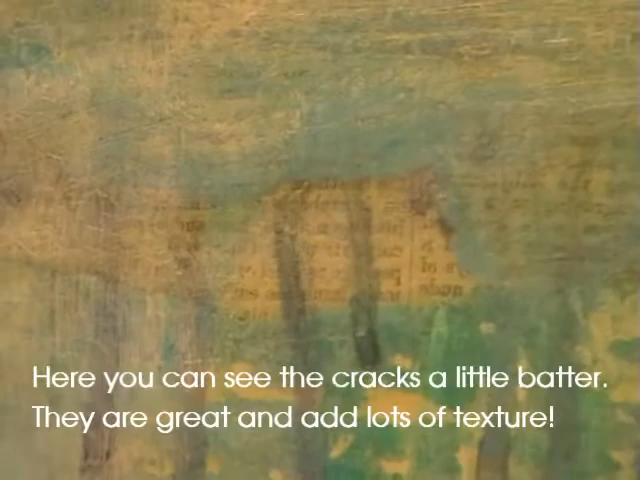 Here you can see the cracks a little batter.
They are great and add lots of texture!